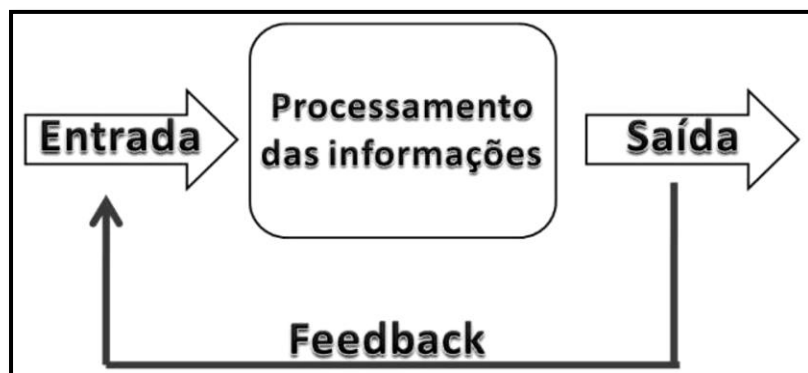 Entrada
Processamento
das informações
Saída
Feedback